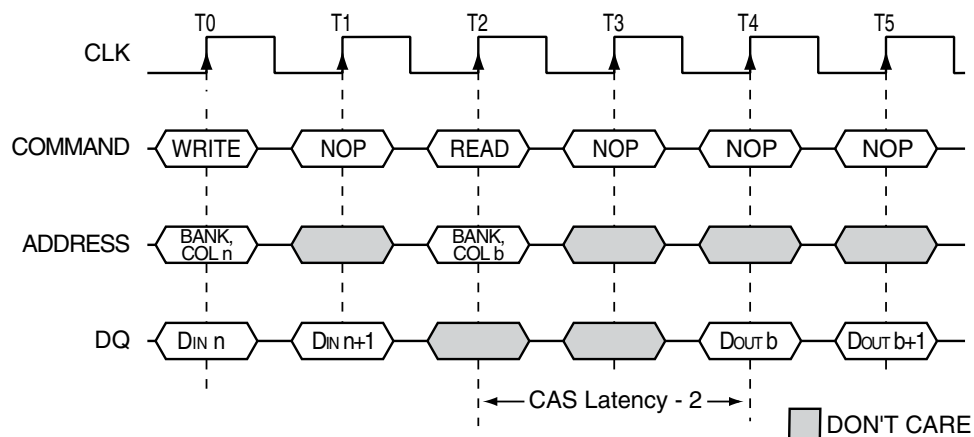 T0 T1 T2 T3 T4 T5
CLK
COMMAND WRITE NOP READ NOP NOP NOP
ADDRESS BANK, COL n BANK, COL b
DQ DIN n DIN n+1 DOUT b DOUT b+1
CAS Latency - 2
DON'T CARE